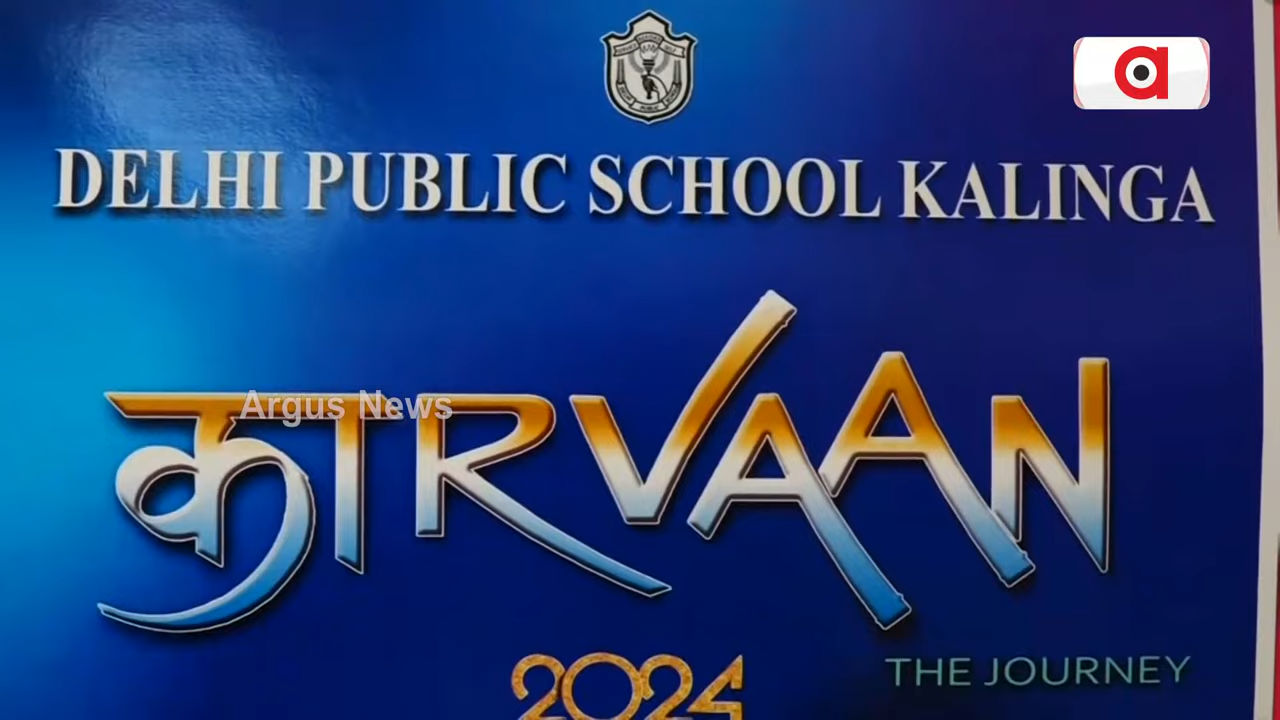 DELHI PUBLIC SCHOOL KALINGA
काRVAAN
Argus News
2024
THE JOURNEY